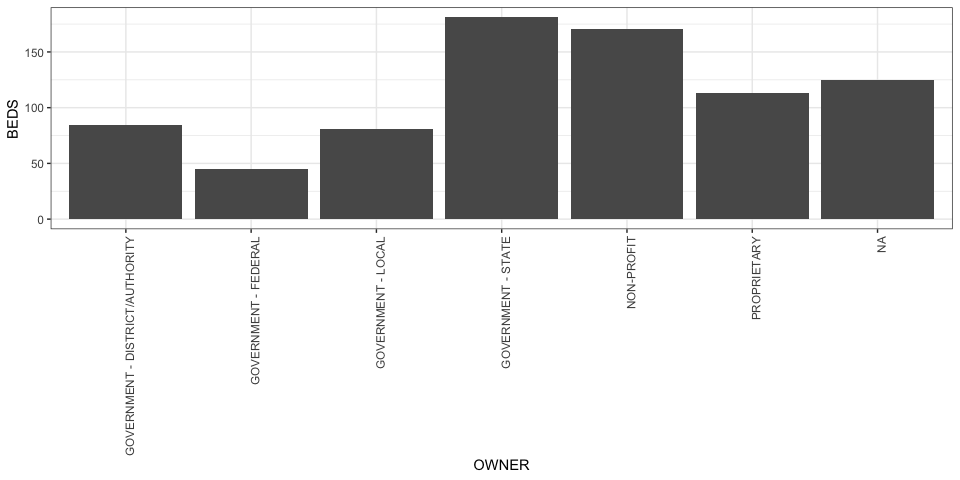 BEDS
150
100
50
0
GOVERNMENT - DISTRICT/AUTHORITY
GOVERNMENT - FEDERAL
GOVERNMENT - LOCAL
GOVERNMENT - STATE
NON-PROFIT
PROPRIETARY
NA
OWNER